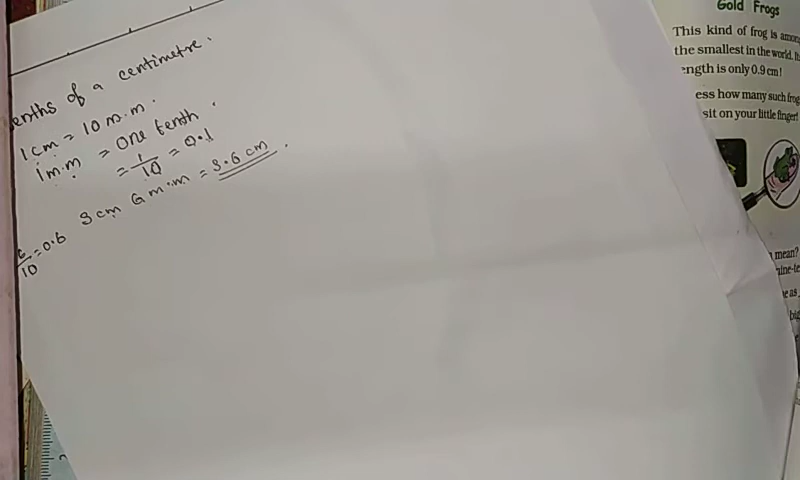 tenths of a centimetre.
1 cm = 10 m.m.
1 m.m = One tenth.
= 1/10 = 0.1
3 cm 6 m.m = 3.6 cm.
6/10 = 0.6
Gold Frogs
This kind of frog is among
the smallest in the world. It
ength is only 0.9 cm!
ess how many such frog
sit on your little finger!
mean?
nine-te
e as
big